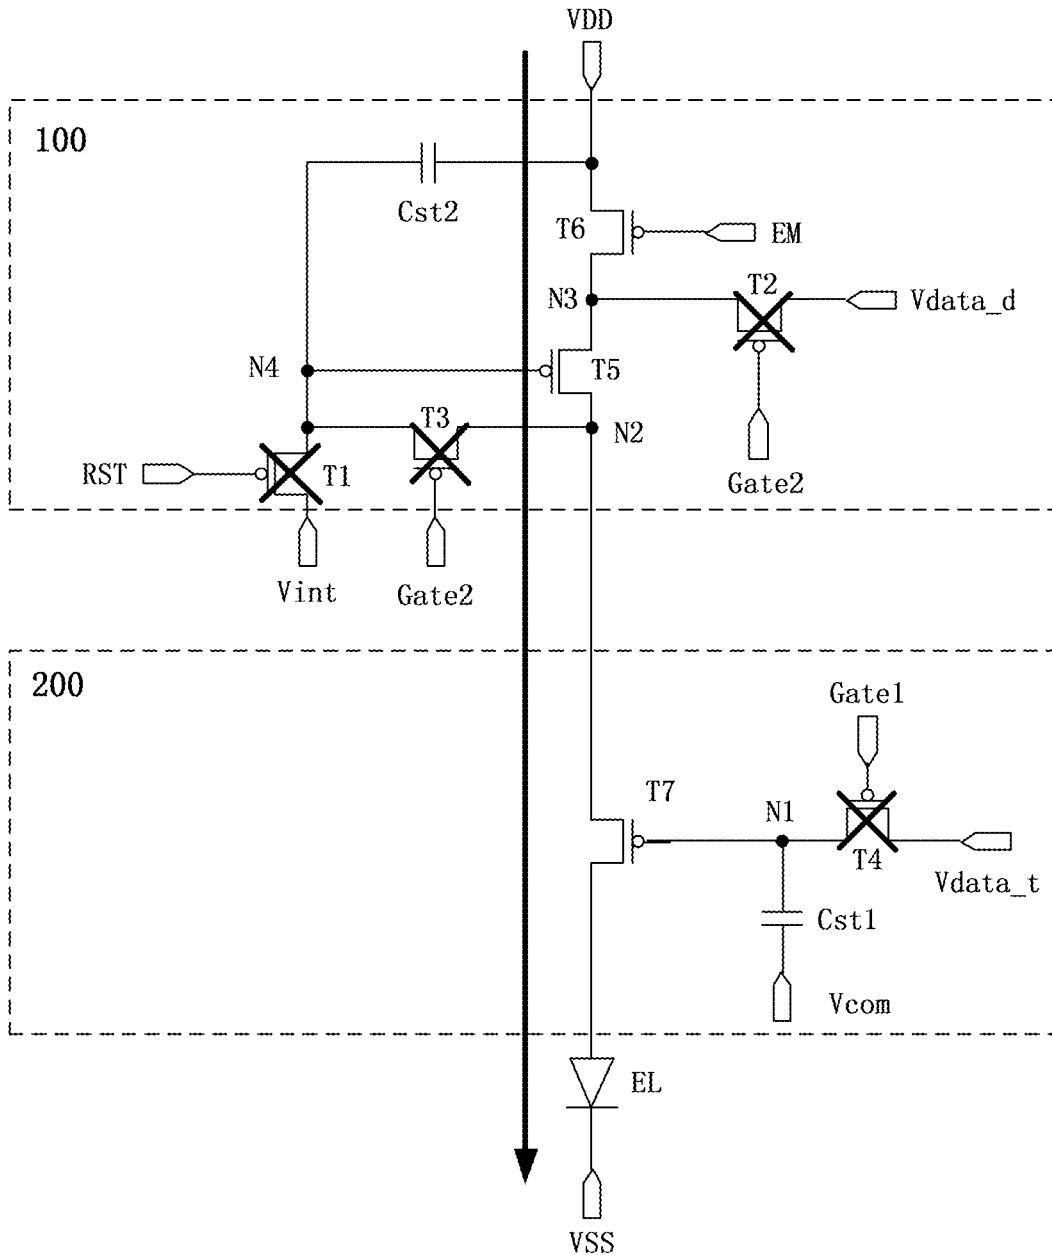 VDD
100
Cst2
T6
EM
T2
N3
Vdata_d
N4
T5
T3
N2
RST
T1
Gate2
Vint
Gate2
200
Gate1
T7
N1
T4
Vdata_t
Cst1
Vcom
EL
VSS